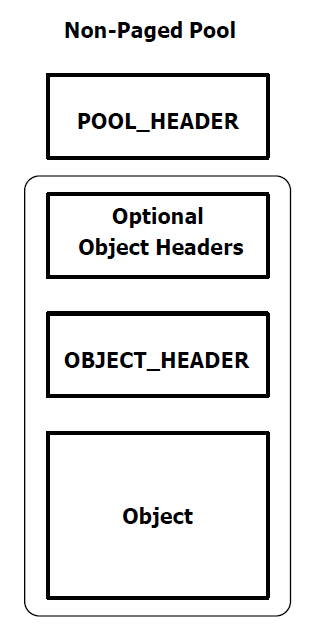 Non-Paged Pool
POOL_HEADER
Optional
Object Headers
OBJECT_HEADER
Object